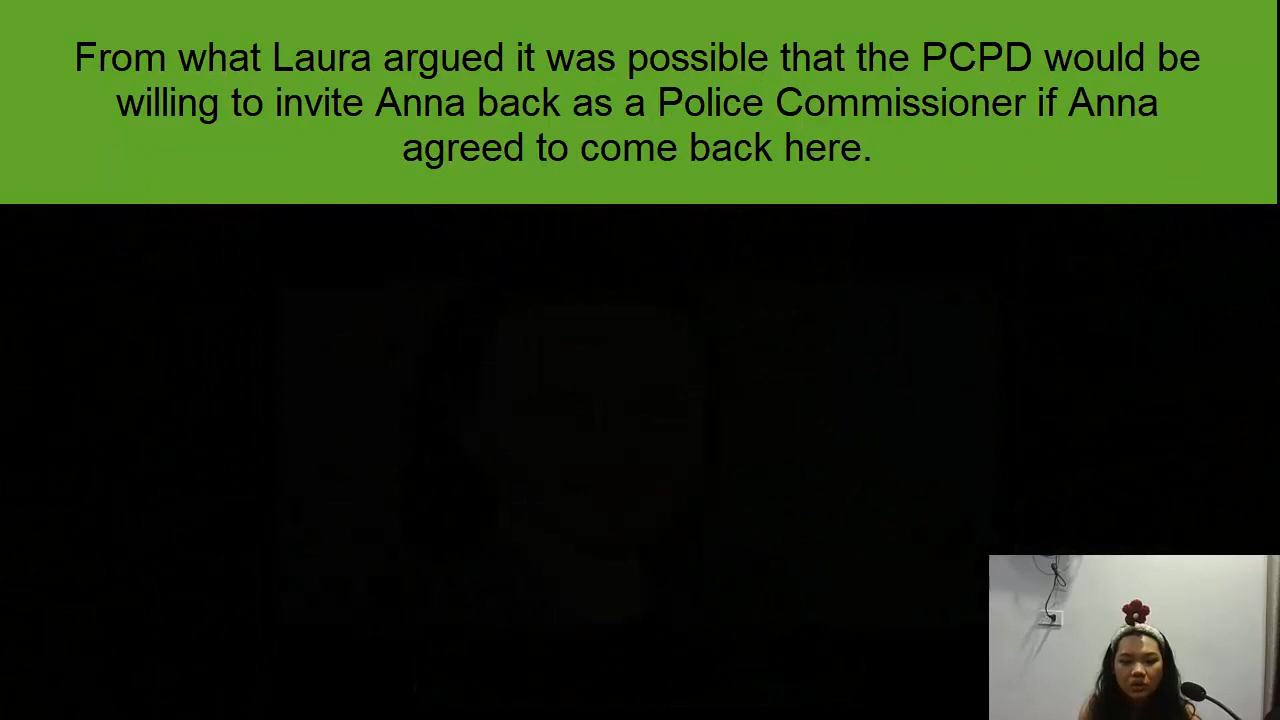 From what Laura argued it was possible that the PCPD would be
willing to invite Anna back as a Police Commissioner if Anna
agreed to come back here.